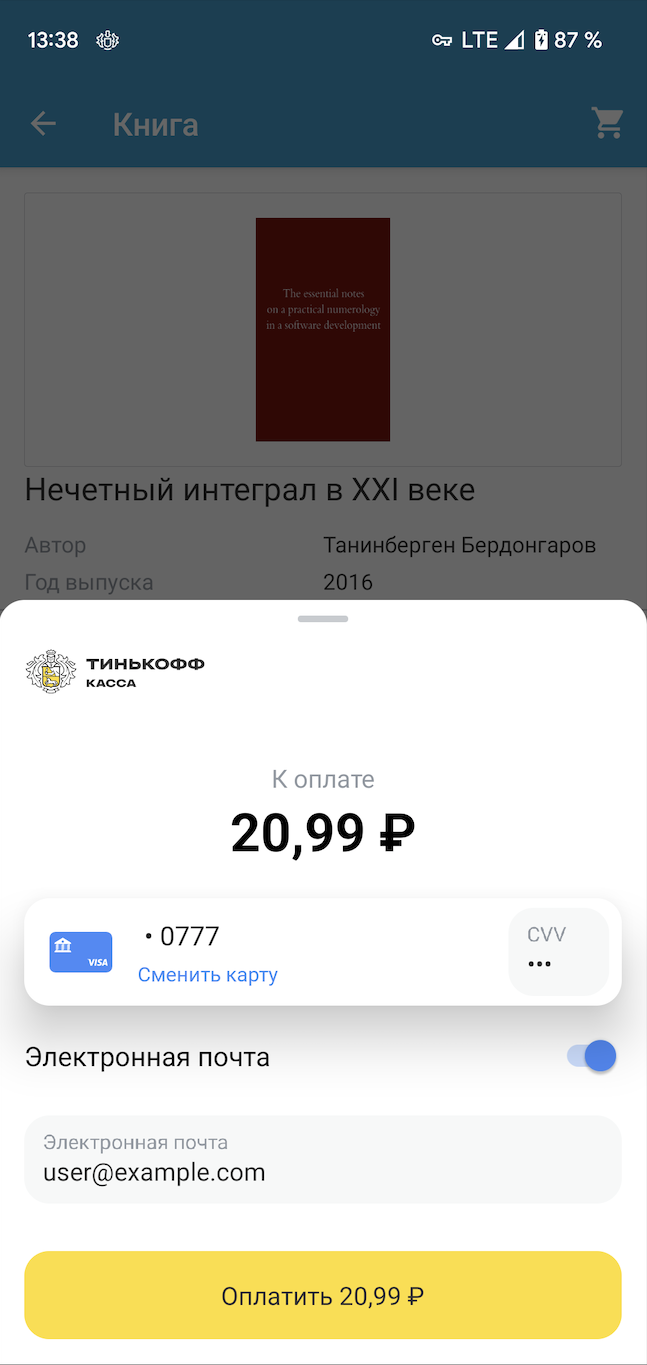 13:38 LTE 87 %
Книга
The essential notes
on a practical numerology
in a software development
Нечетный интеграл в XXI веке
Автор Танинберген Бердонгаров
Год выпуска 2016
ТИНЬКОФФ
КАССА
К оплате
20,99 ₽
• 0777
VISA
Сменить карту
CVV
•••
Электронная почта
Электронная почта
user@example.com
Оплатить 20,99 ₽